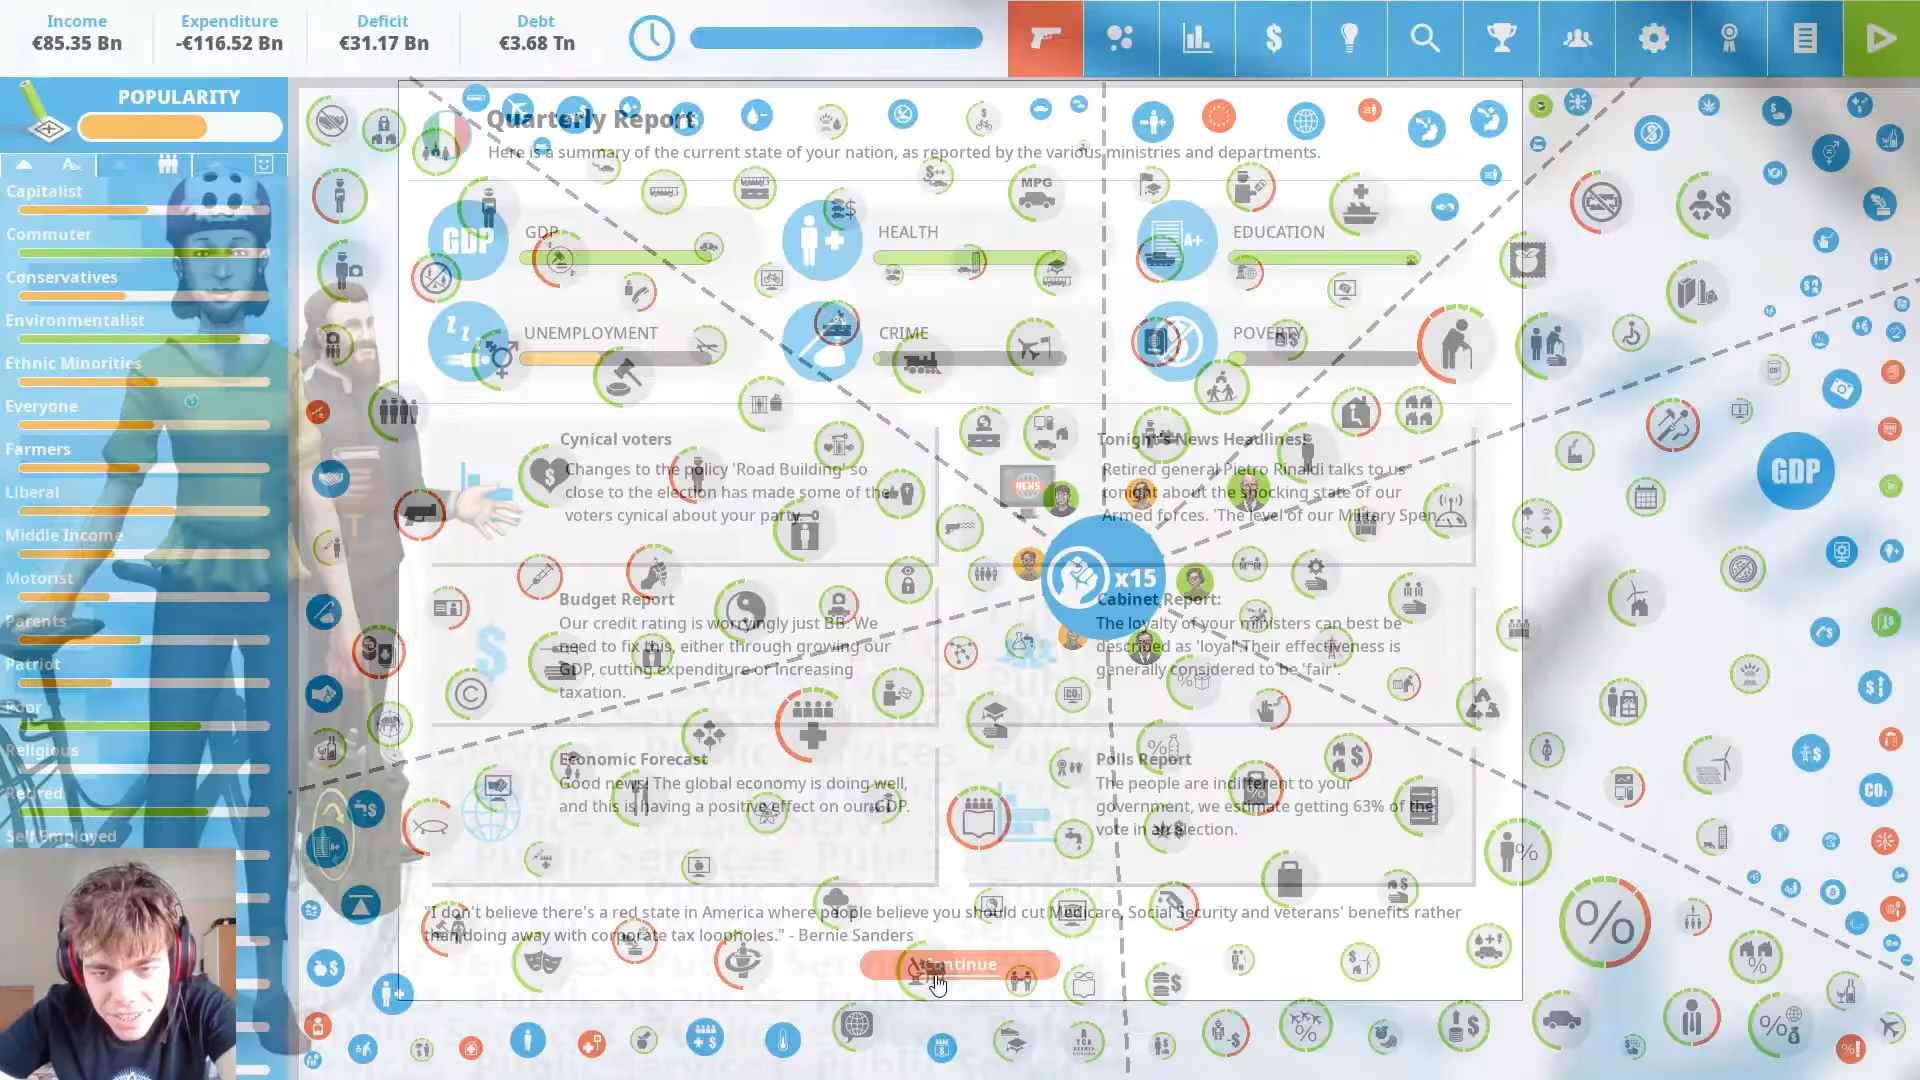 Income
€85.35 Bn
Expenditure
-€116.52 Bn
Deficit
€31.17 Bn
Debt
€3.68 Tn
POPULARITY
Abc
Capitalist
Commuter
Conservatives
Environmentalist
Ethnic Minorities
Everyone
Farmers
Liberal
Middle Income
Motorist
Parents
Patriot
Poor
Religious
Retired
Self Employed
Quarterly Report
Here is a summary of the current state of your nation, as reported by the various ministries and departments.
GDP
GDP
HEALTH
A+
EDUCATION
MPG
UNEMPLOYMENT
CRIME
POVERTY
Cynical voters
Changes to the policy 'Road Building' so
close to the election has made some of the
voters cynical about your party.
NEWS
Tonight's News Headlines!
Retired general Pietro Rinaldi talks to us
tonight about the shocking state of our
Armed forces. 'The level of our Military Spen
x15
Budget Report
Our credit rating is worryingly just BB. We
need to fix this, either through growing our
GDP, cutting expenditure or increasing
taxation.
Cabinet Report:
The loyalty of your ministers can best be
described as 'loyal'. Their effectiveness is
generally considered to be 'fair'.
Economic Forecast
Good news! The global economy is doing well,
and this is having a positive effect on our GDP.
Polls Report
The people are indifferent to your
government, we estimate getting 63% of the
vote in an election.
"I don't believe there's a red state in America where people believe you should cut Medicare, Social Security and veterans' benefits rather
than doing away with corporate tax loopholes." - Bernie Sanders
Continue
GDP
CO₂